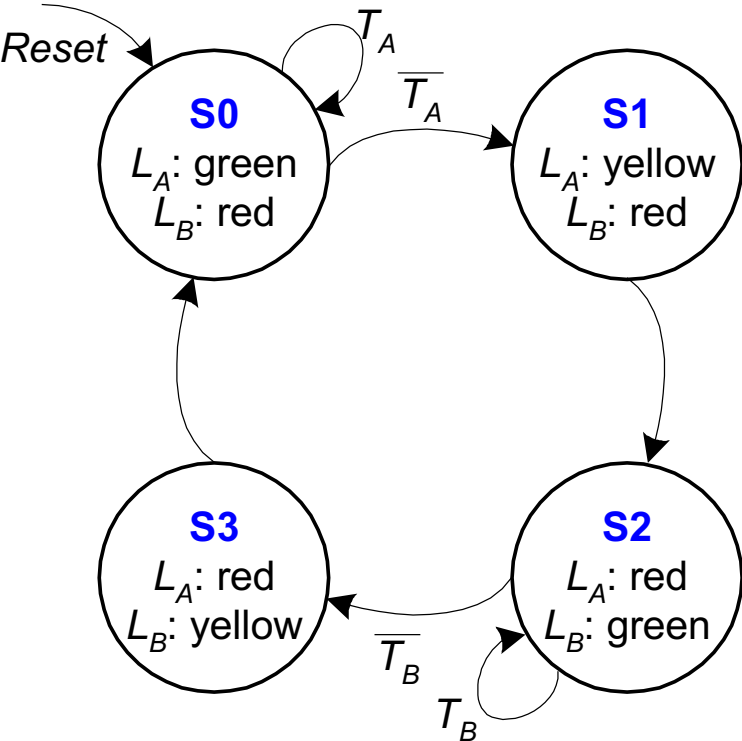 Reset
T_A
T̅_A
S0
L_A: green
L_B: red
S1
L_A: yellow
L_B: red
S3
L_A: red
L_B: yellow
S2
L_A: red
L_B: green
T̅_B
T_B